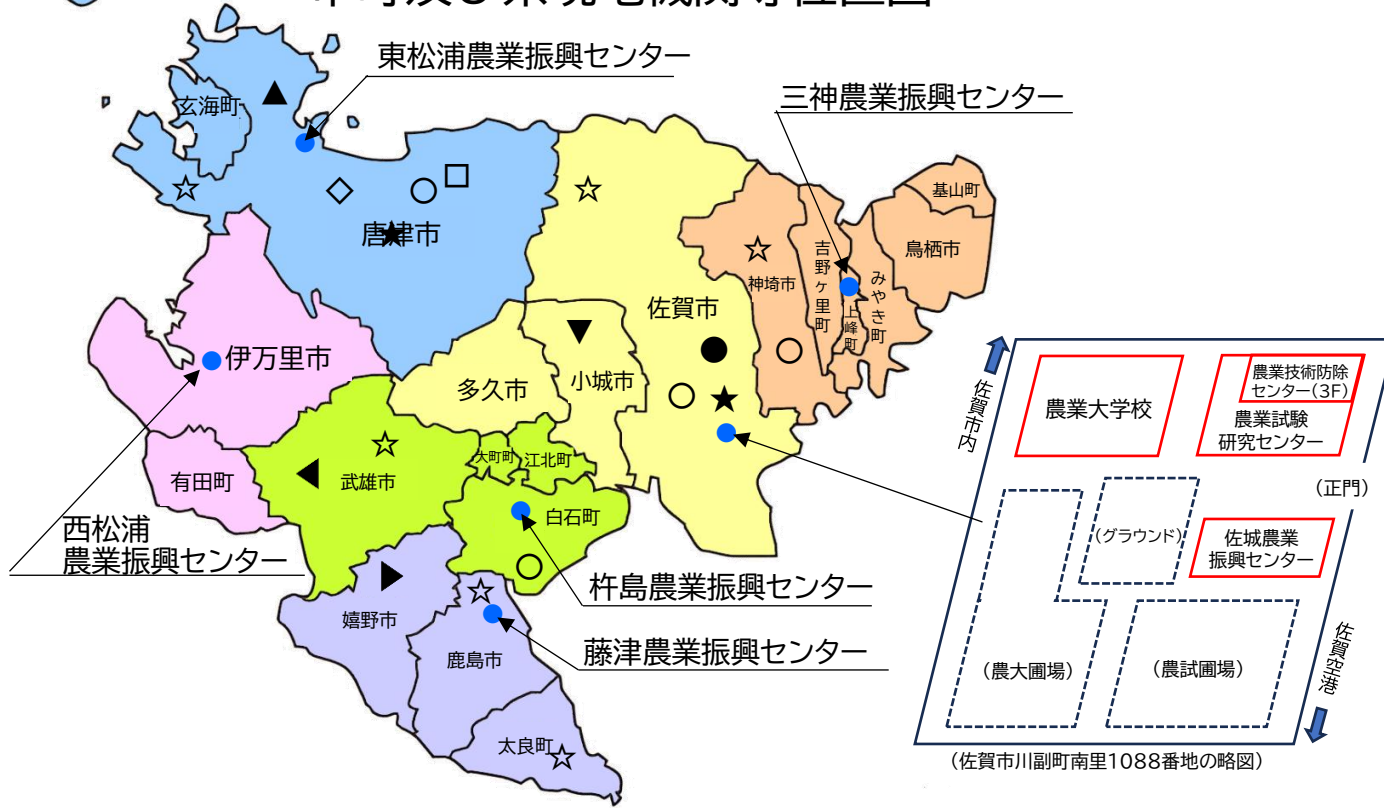 東松浦農業振興センター
三神農業振興センター
玄海町
基山町
鳥栖市
唐津市
神埼市
吉野ヶ里町
みやき町
上峰町
佐賀市
伊万里市
多久市
小城市
大町町
江北町
有田町
武雄市
白石町
西松浦
農業振興センター
杵島農業振興センター
嬉野市
藤津農業振興センター
鹿島市
太良町
佐賀市内
農業大学校
農業技術防除
センター(3F)
農業試験
研究センター
(正門)
(グラウンド)
佐城農業
振興センター
(農大圃場)
(農試圃場)
佐賀空港
(佐賀市川副町南里1088番地の略図)